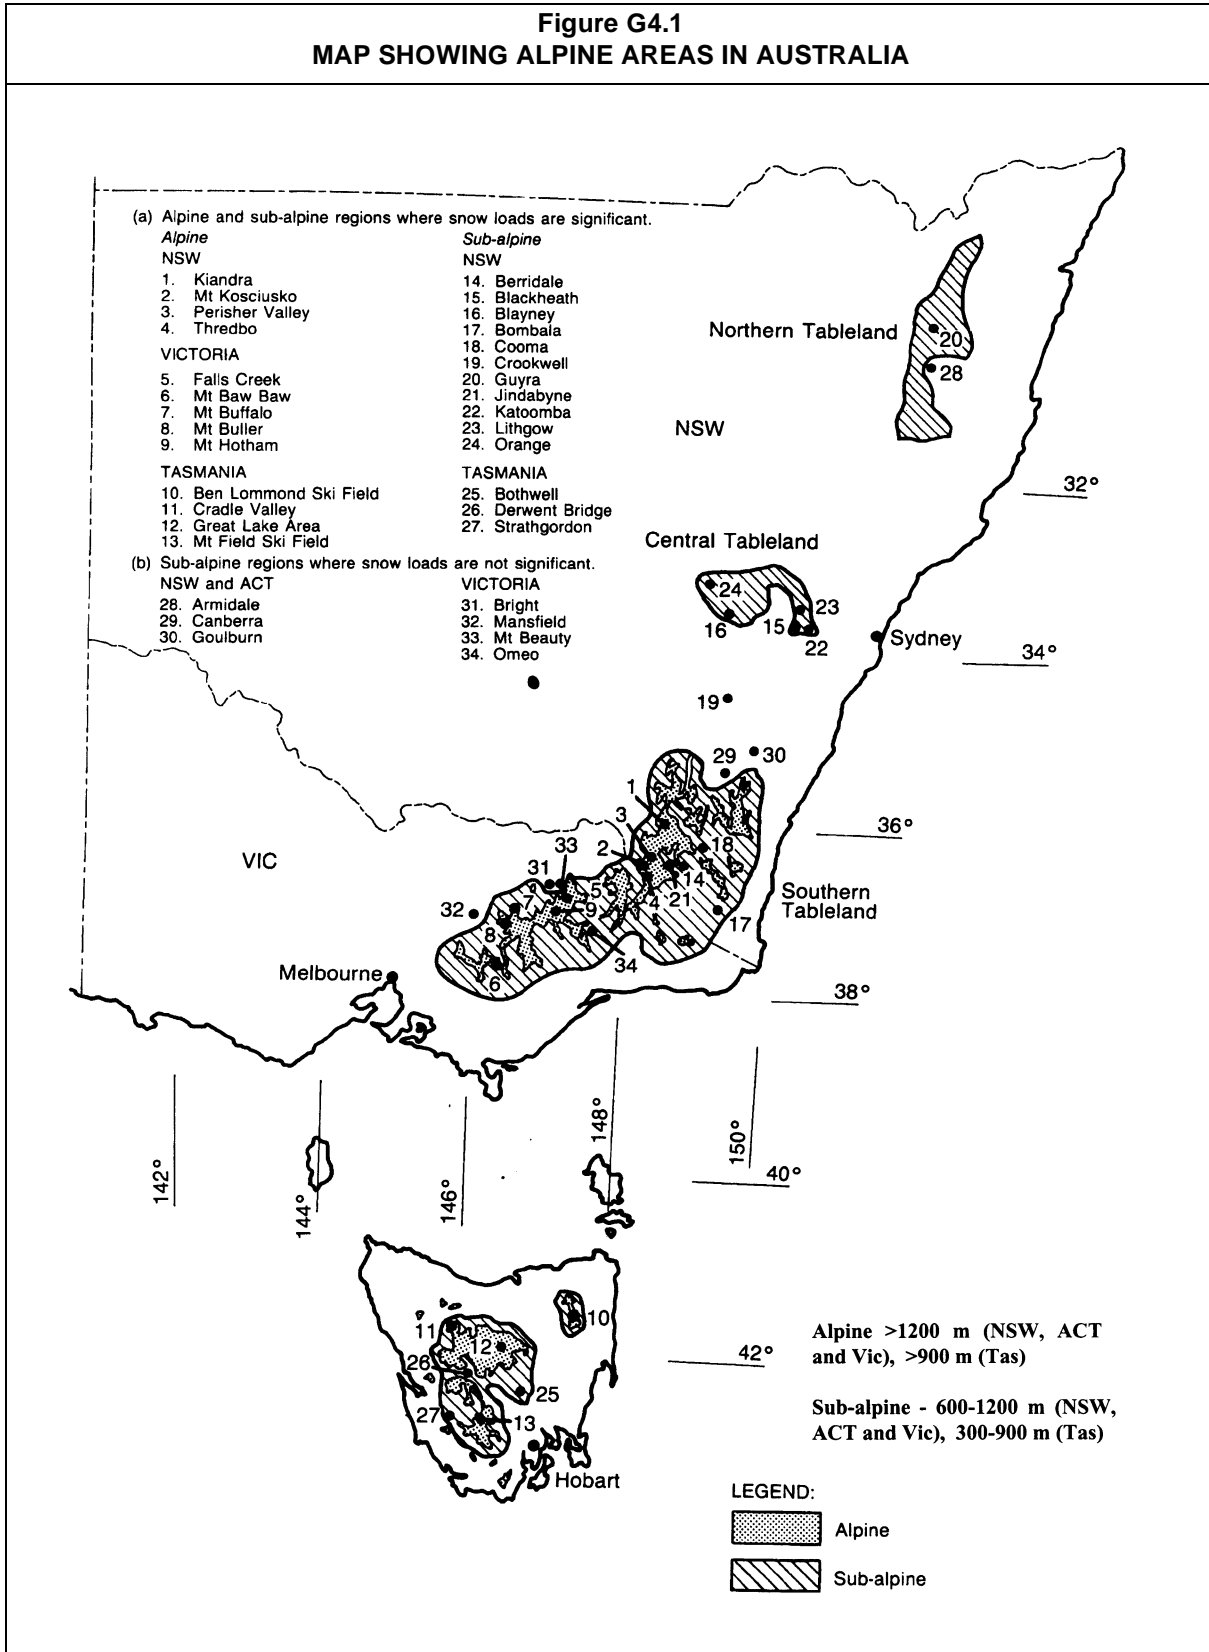 Figure G4.1
MAP SHOWING ALPINE AREAS IN AUSTRALIA
(a) Alpine and sub-alpine regions where snow loads are significant.
Alpine
NSW
1. Kiandra
2. Mt Kosciusko
3. Perisher Valley
4. Thredbo
VICTORIA
5. Falls Creek
6. Mt Baw Baw
7. Mt Buffalo
8. Mt Buller
9. Mt Hotham
TASMANIA
10. Ben Lommond Ski Field
11. Cradle Valley
12. Great Lake Area
13. Mt Field Ski Field
Sub-alpine
NSW
14. Berridale
15. Blackheath
16. Blayney
17. Bombala
18. Cooma
19. Crookwell
20. Guyra
21. Jindabyne
22. Katoomba
23. Lithgow
24. Orange
TASMANIA
25. Bothwell
26. Derwent Bridge
27. Strathgordon
(b) Sub-alpine regions where snow loads are not significant.
NSW and ACT
28. Armidale
29. Canberra
30. Goulburn
VICTORIA
31. Bright
32. Mansfield
33. Mt Beauty
34. Omeo
Northern Tableland
20
28
NSW
32°
Central Tableland
24
23
16
15
22
Sydney
34°
19
30
29
1
3
36°
18
2
33
31
VIC
14
5
21
4
7
9
Southern
Tableland
32
17
8
34
6
Melbourne
38°
148°
150°
142°
144°
146°
40°
10
11
12
42°
26
25
27
13
Hobart
Alpine >1200 m (NSW, ACT
and Vic), >900 m (Tas)
Sub-alpine - 600-1200 m (NSW,
ACT and Vic), 300-900 m (Tas)
LEGEND:
Alpine
Sub-alpine